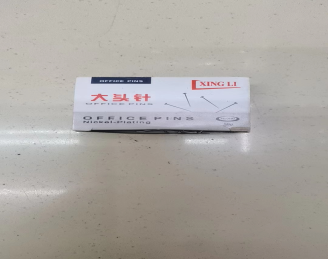 OFFICE PINS
XING LI
大头针
OFFICE PINS
OFFICE PINS
Nickel-Plating